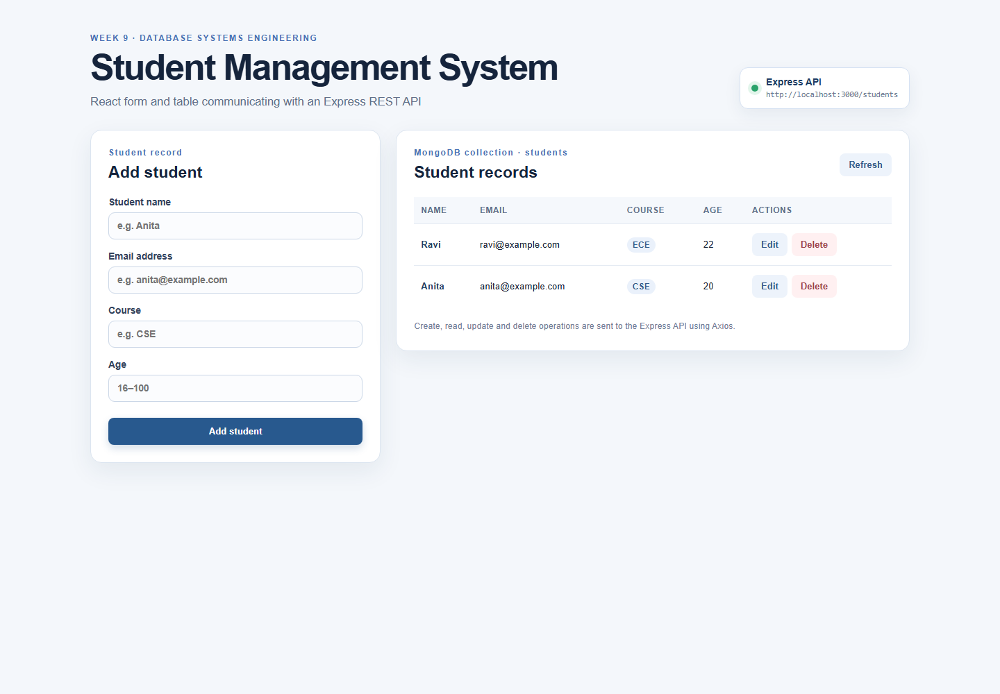 WEEK 9 · DATABASE SYSTEMS ENGINEERING
Student Management System
React form and table communicating with an Express REST API
Express API
http://localhost:3000/students
Student record
Add student
Student name
e.g. Anita
Email address
e.g. anita@example.com
Course
e.g. CSE
Age
16–100
Add student
MongoDB collection · students
Student records
Refresh
NAME EMAIL COURSE AGE ACTIONS
Ravi ravi@example.com ECE 22 Edit Delete
Anita anita@example.com CSE 20 Edit Delete
Create, read, update and delete operations are sent to the Express API using Axios.